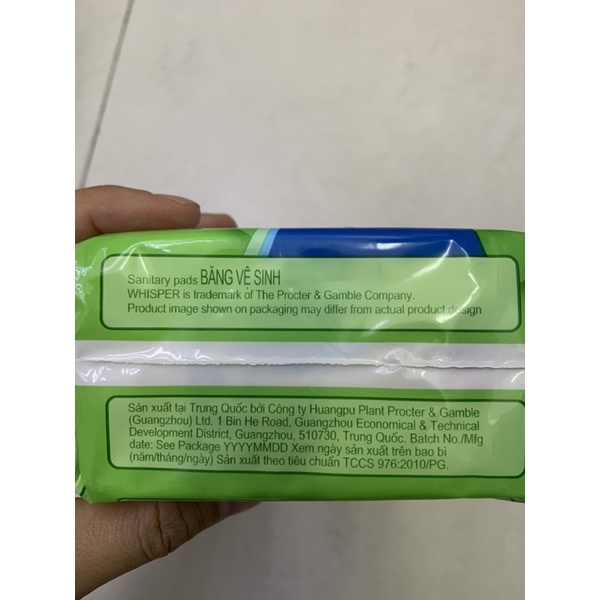 Sanitary pads BĂNG VỆ SINH
WHISPER is trademark of The Procter & Gamble Company.
Product image shown on packaging may differ from actual product design
Sản xuất tại Trung Quốc bởi Công ty Huangpu Plant Procter & Gamble
(Guangzhou) Ltd. 1 Bin He Road, Guangzhou Economical & Technical
Development District, Guangzhou, 510730, Trung Quốc. Batch No./Mfg
date: See Package YYYYMMDD Xem ngày sản xuất trên bao bì
(năm/tháng/ngày) Sản xuất theo tiêu chuẩn TCCS 976:2010/PG.